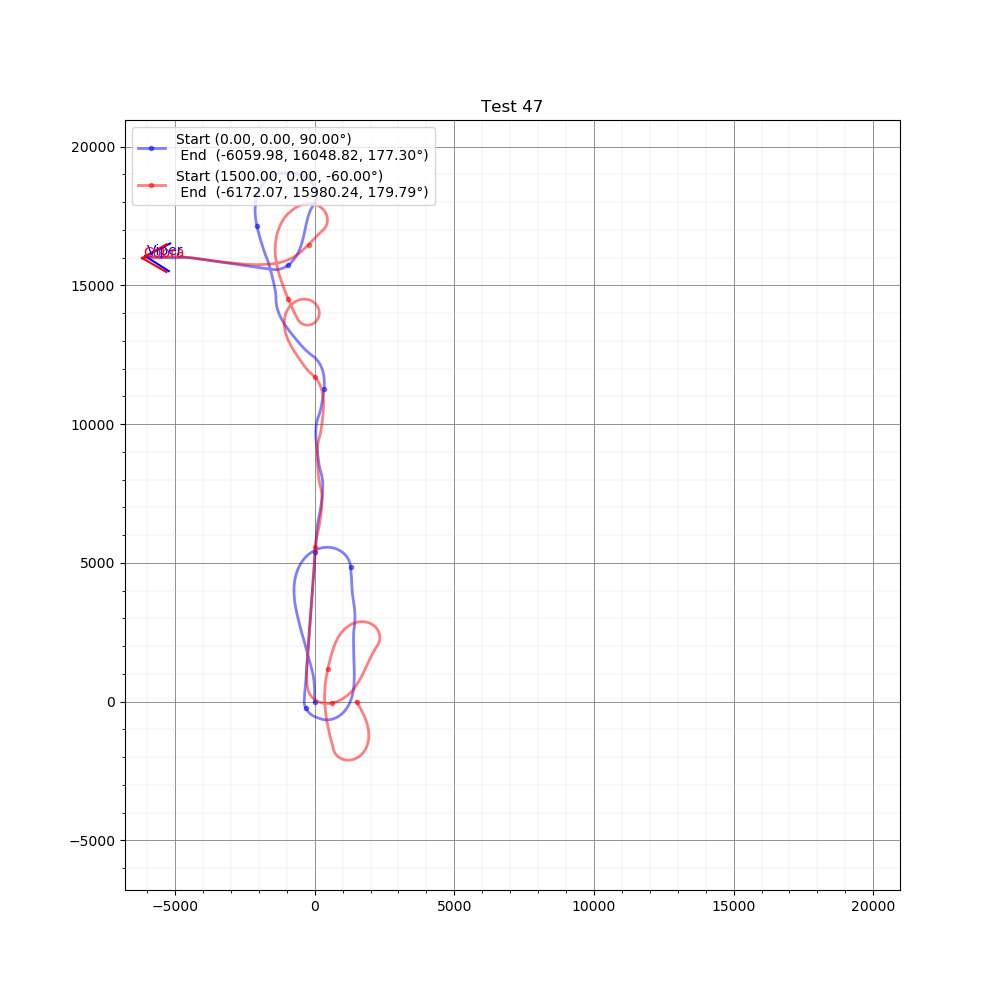 Test 47
Start (0.00, 0.00, 90.00°)
End (-6059.98, 16048.82, 177.30°)
Start (1500.00, 0.00, -60.00°)
End (-6172.07, 15980.24, 179.79°)
20000
15000
10000
5000
0
−5000
Viper
−5000 0 5000 10000 15000 20000